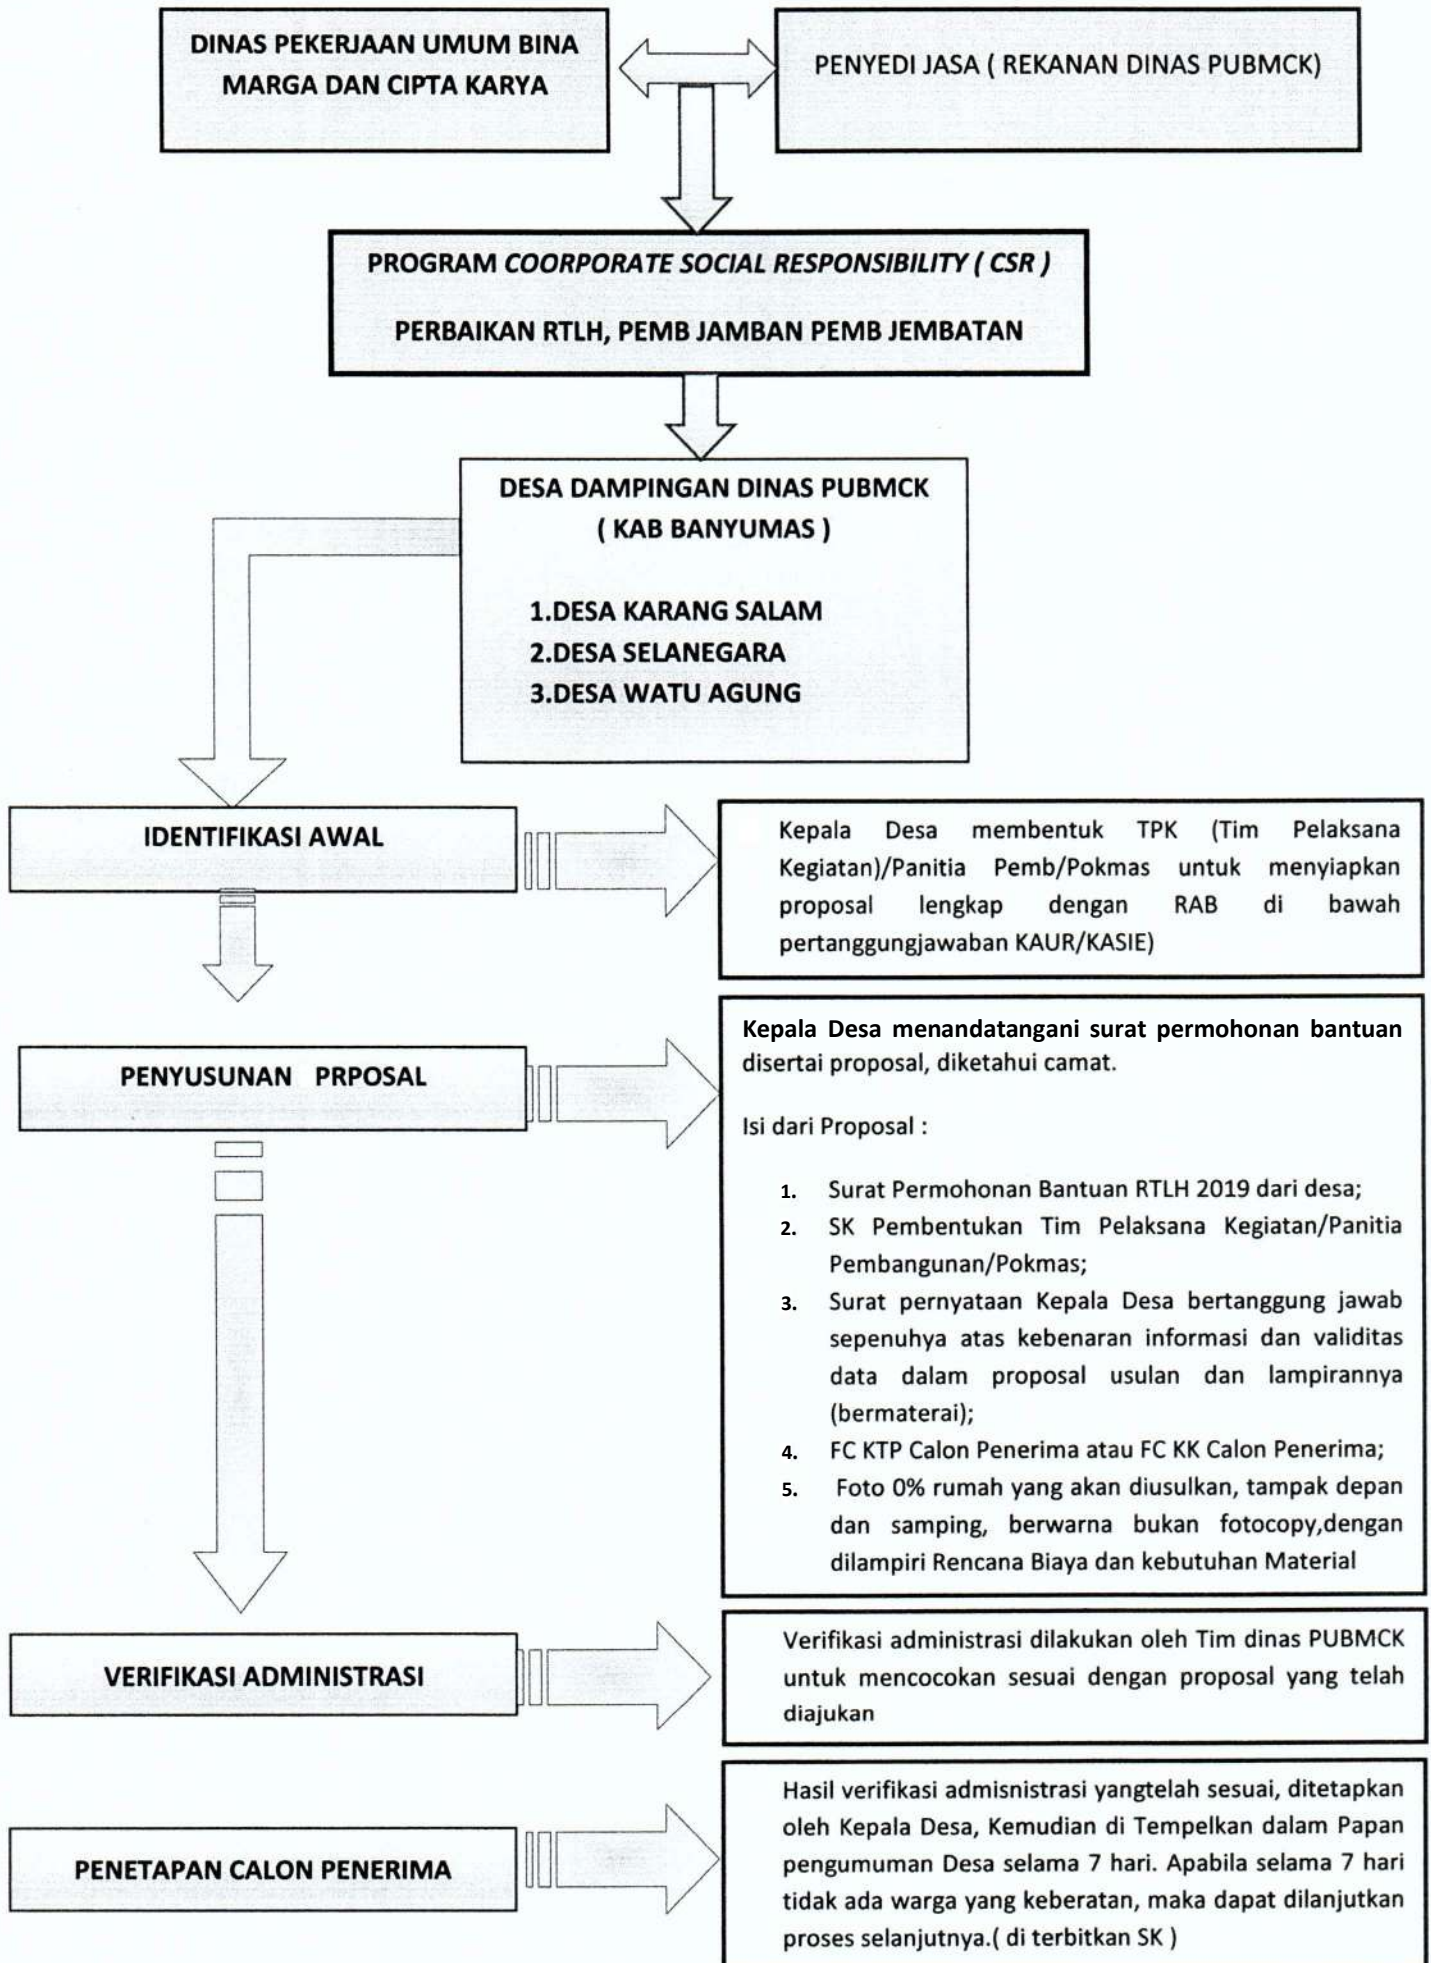 DINAS PEKERJAAN UMUM BINA
MARGA DAN CIPTA KARYA
PENYEDI JASA ( REKANAN DINAS PUBMCK)
PROGRAM COORPORATE SOCIAL RESPONSIBILITY ( CSR )
PERBAIKAN RTLH, PEMB JAMBAN PEMB JEMBATAN
DESA DAMPINGAN DINAS PUBMCK
( KAB BANYUMAS )
1.DESA KARANG SALAM
2.DESA SELANEGARA
3.DESA WATU AGUNG
IDENTIFIKASI AWAL
Kepala Desa membentuk TPK (Tim Pelaksana
Kegiatan)/Panitia Pemb/Pokmas untuk menyiapkan
proposal lengkap dengan RAB di bawah
pertanggungjawaban KAUR/KASIE)
PENYUSUNAN PRPOSAL
Kepala Desa menandatangani surat permohonan bantuan
disertai proposal, diketahui camat.
Isi dari Proposal :
1. Surat Permohonan Bantuan RTLH 2019 dari desa;
2. SK Pembentukan Tim Pelaksana Kegiatan/Panitia
Pembangunan/Pokmas;
3. Surat pernyataan Kepala Desa bertanggung jawab
sepenuhya atas kebenaran informasi dan validitas
data dalam proposal usulan dan lampirannya
(bermaterai);
4. FC KTP Calon Penerima atau FC KK Calon Penerima;
5. Foto 0% rumah yang akan diusulkan, tampak depan
dan samping, berwarna bukan fotocopy,dengan
dilampiri Rencana Biaya dan kebutuhan Material
VERIFIKASI ADMINISTRASI
Verifikasi administrasi dilakukan oleh Tim dinas PUBMCK
untuk mencocokan sesuai dengan proposal yang telah
diajukan
PENETAPAN CALON PENERIMA
Hasil verifikasi admisnistrasi yangtelah sesuai, ditetapkan
oleh Kepala Desa, Kemudian di Tempelkan dalam Papan
pengumuman Desa selama 7 hari. Apabila selama 7 hari
tidak ada warga yang keberatan, maka dapat dilanjutkan
proses selanjutnya.( di terbitkan SK )